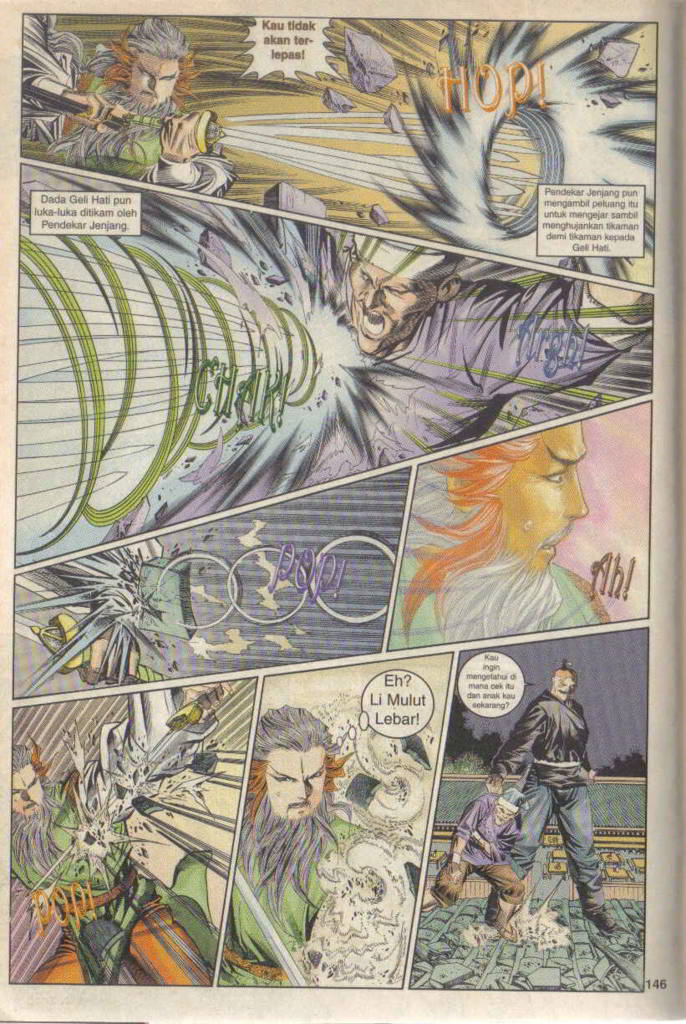 Kau tidak
akan ter-
lepas!
HOP!
Dada Geli Hati pun
luka-luka ditikam oleh
Pendekar Jenjang.
Pendekar Jenjang pun
mengambil peluang itu
untuk mengejar sambil
menghujankan tikaman
demi tikaman kepada
Geli Hati.
CHAK!
Argh!
POP!
Ah!
POP!
Eh?
Li Mulut
Lebar!
Kau
ingin
mengetahui di
mana cek itu
dan anak kau
sekarang?
146